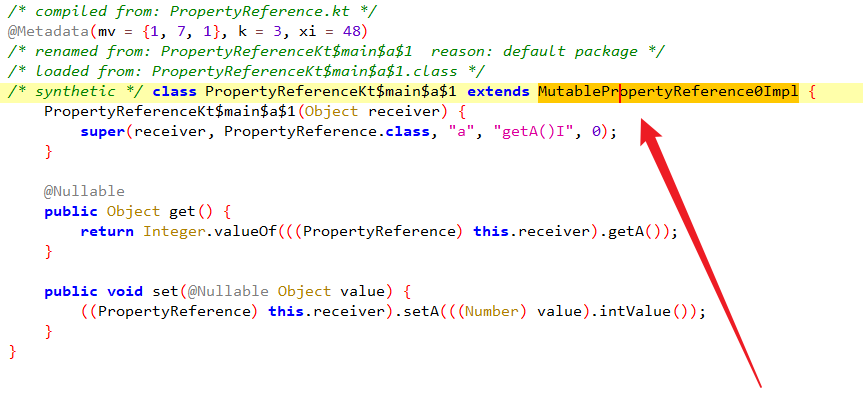 /* compiled from: PropertyReference.kt */
@Metadata(mv = {1, 7, 1}, k = 3, xi = 48)
/* renamed from: PropertyReferenceKt$main$a$1  reason: default package */
/* loaded from: PropertyReferenceKt$main$a$1.class */
/* synthetic */ class PropertyReferenceKt$main$a$1 extends MutablePropertyReference0Impl {
    PropertyReferenceKt$main$a$1(Object receiver) {
        super(receiver, PropertyReference.class, "a", "getA()I", 0);
    }

    @Nullable
    public Object get() {
        return Integer.valueOf(((PropertyReference) this.receiver).getA());
    }

    public void set(@Nullable Object value) {
        ((PropertyReference) this.receiver).setA(((Number) value).intValue());
    }
}